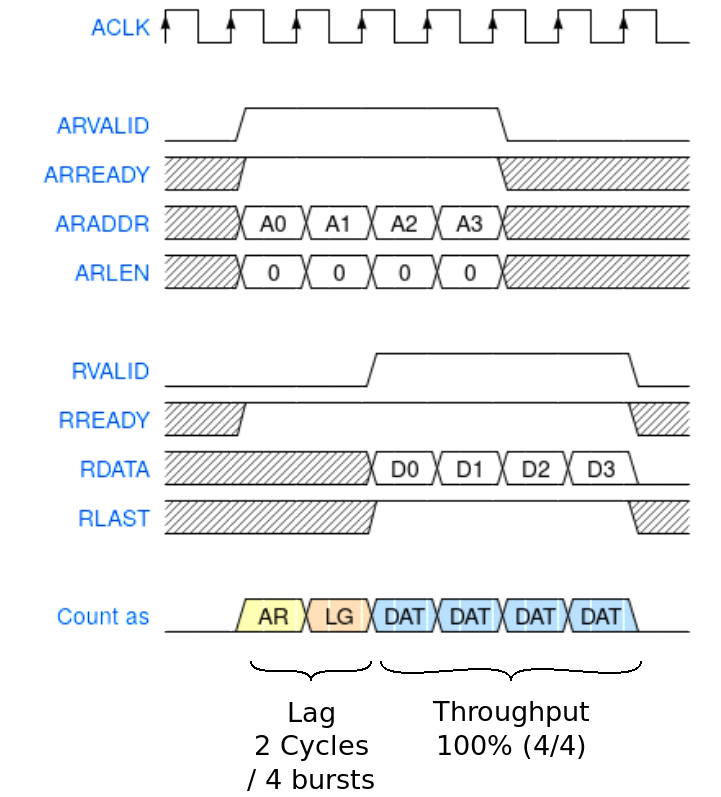 ACLK
ARVALID
ARREADY
ARADDR A0 A1 A2 A3
ARLEN 0 0 0 0
RVALID
RREADY
RDATA D0 D1 D2 D3
RLAST
Count as AR LG DAT DAT DAT DAT
Lag
2 Cycles
/ 4 bursts
Throughput
100% (4/4)